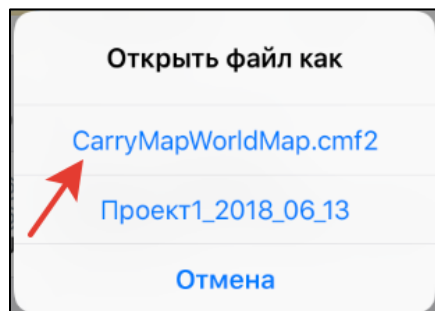 Открыть файл как
CarryMapWorldMap.cmf2
Проект1_2018_06_13
Отмена